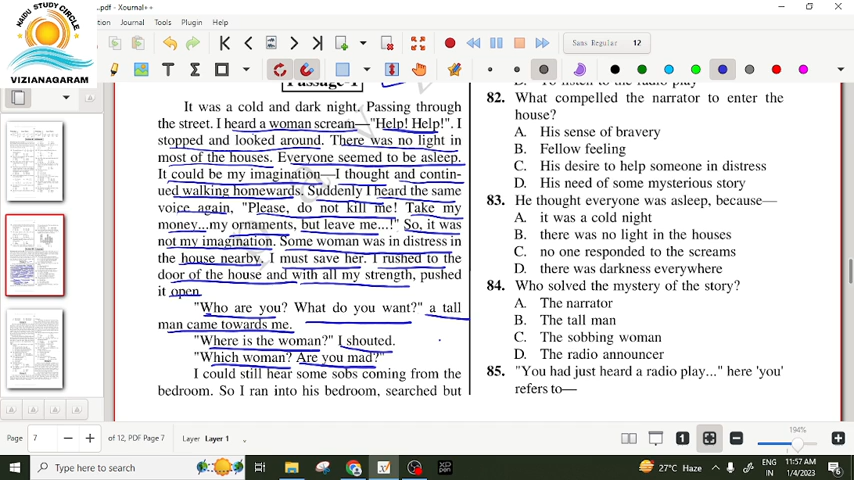 NAIDU STUDY CIRCLE
VIZIANAGARAM
..pdf - Xournal++
Journal Tools Plugin Help
Sans Regular 12
Passage-I
It was a cold and dark night. Passing through
the street. I heard a woman scream—"Help! Help!". I
stopped and looked around. There was no light in
most of the houses. Everyone seemed to be asleep.
It could be my imagination—I thought and contin-
ued walking homewards. Suddenly I heard the same
voice again, "Please, do not kill me! Take my
money...my ornaments, but leave me...!" So, it was
not my imagination. Some woman was in distress in
the house nearby. I must save her. I rushed to the
door of the house and with all my strength, pushed
it open.
"Who are you? What do you want?" a tall
man came towards me.
"Where is the woman?" I shouted.
"Which woman? Are you mad?"
I could still hear some sobs coming from the
bedroom. So I ran into his bedroom, searched but
D. To listen to the radio play
82. What compelled the narrator to enter the
house?
A. His sense of bravery
B. Fellow feeling
C. His desire to help someone in distress
D. His need of some mysterious story
83. He thought everyone was asleep, because—
A. it was a cold night
B. there was no light in the houses
C. no one responded to the screams
D. there was darkness everywhere
84. Who solved the mystery of the story?
A. The narrator
B. The tall man
C. The sobbing woman
D. The radio announcer
85. "You had just heard a radio play..." here 'you'
refers to—
Page 7 of 12, PDF Page 7 Layer Layer 1
194%
Type here to search
27°C Haze
ENG
IN
11:57 AM
1/4/2023
6